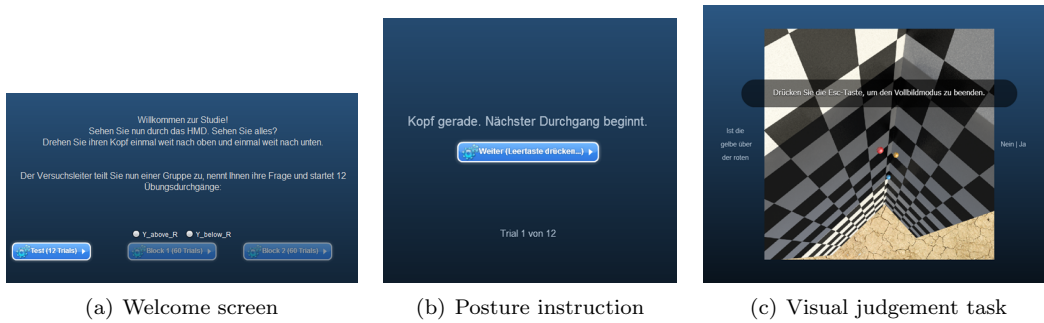 Willkommen zur Studie!
Sehen Sie nun durch das HMD. Sehen Sie alles?
Drehen Sie ihren Kopf einmal weit nach oben und einmal weit nach unten.
Der Versuchsleiter teilt Sie nun einer Gruppe zu, nennt Ihnen ihre Frage und startet 12
Übungsdurchgänge:
Y_above_R Y_below_R
Test (12 Trials)
Block 1 (60 Trials)
Block 2 (60 Trials)
(a) Welcome screen
Kopf gerade. Nächster Durchgang beginnt.
Weiter (Leertaste drücken...)
Trial 1 von 12
(b) Posture instruction
Drücken Sie die Esc-Taste, um den Vollbildmodus zu beenden.
Ist die
gelbe über
der roten
Nein | Ja
(c) Visual judgement task